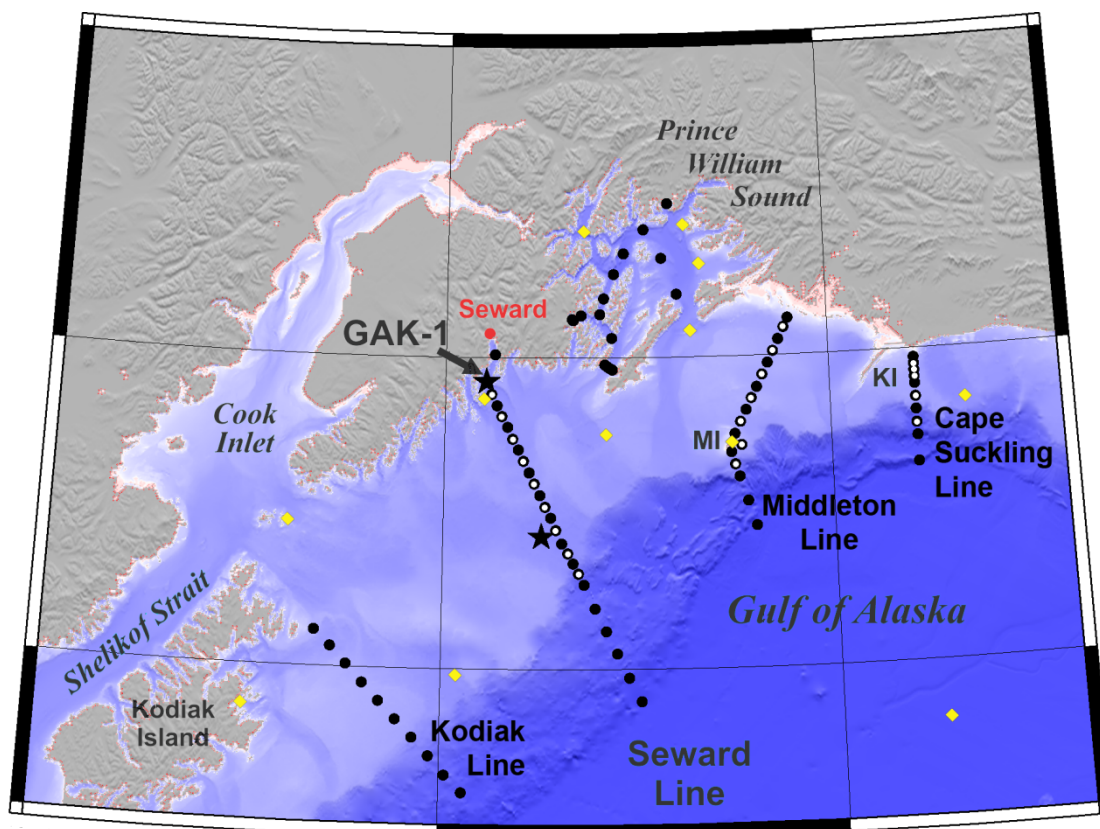 Prince
William
Sound
Seward
GAK-1
Cook
Inlet
KI
MI
Cape
Suckling
Line
Middleton
Line
Gulf of Alaska
Shelikof Strait
Kodiak
Island
Kodiak
Line
Seward
Line